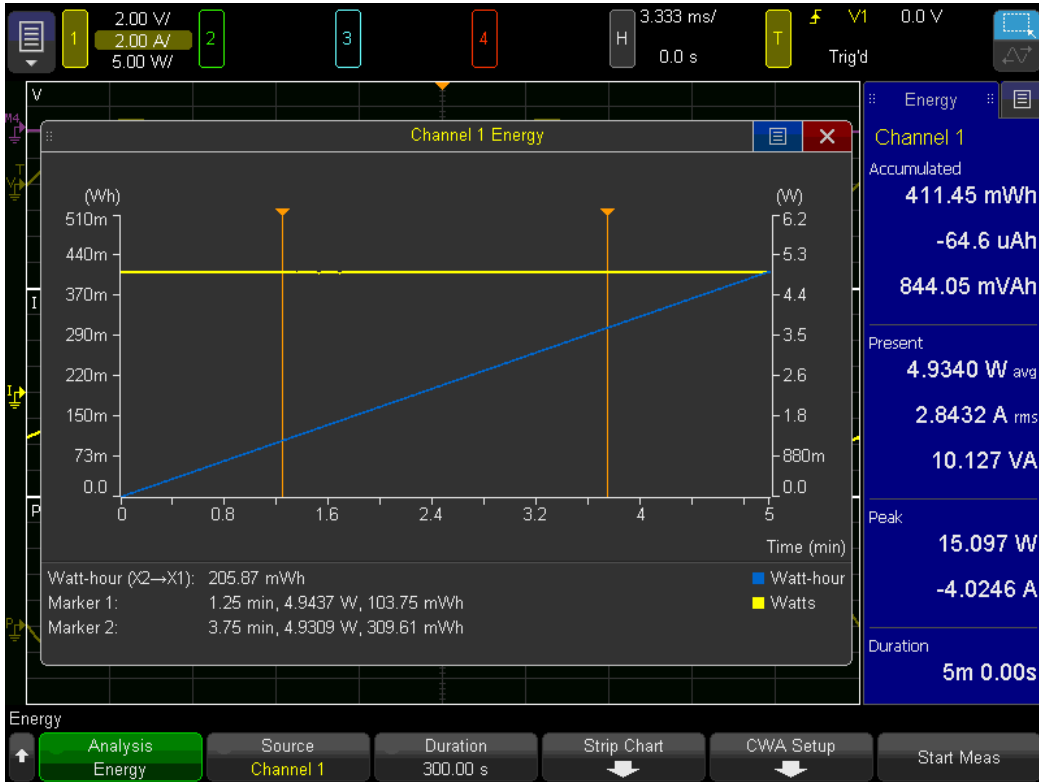 1
2.00 V/
2.00 A/
5.00 W/
2
3
4
H
3.333 ms/
0.0 s
T
V1
0.0 V
Trig'd
V
M4
T
V
I
I
P
P
Channel 1 Energy
(Wh)
510m
440m
370m
290m
220m
150m
73m
0.0
(W)
6.2
5.3
4.4
3.5
2.6
1.8
880m
0.0
0
0.8
1.6
2.4
3.2
4
5
Time (min)
Watt-hour (X2→X1): 205.87 mWh
Marker 1: 1.25 min, 4.9437 W, 103.75 mWh
Marker 2: 3.75 min, 4.9309 W, 309.61 mWh
Watt-hour
Watts
Energy
Channel 1
Accumulated
411.45 mWh
-64.6 uAh
844.05 mVAh
Present
4.9340 W avg
2.8432 A rms
10.127 VA
Peak
15.097 W
-4.0246 A
Duration
5m 0.00s
Energy
Analysis
Energy
Source
Channel 1
Duration
300.00 s
Strip Chart
CWA Setup
Start Meas